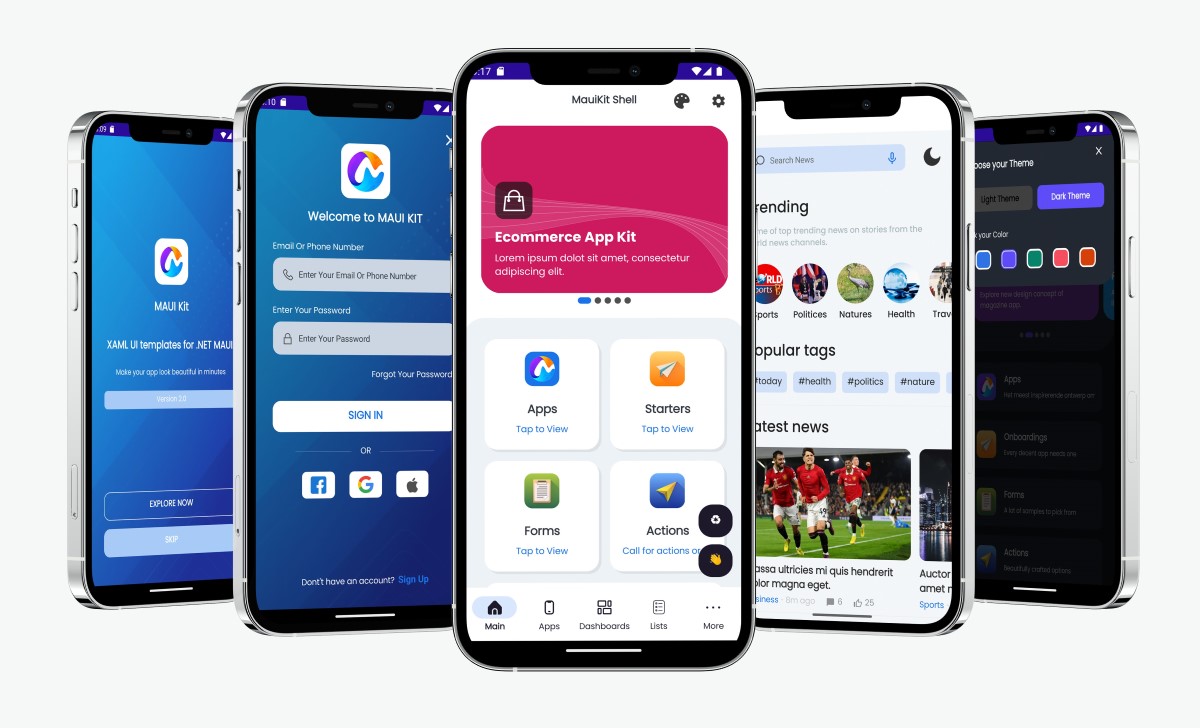 :09
MAUI Kit
XAML UI templates for .NET MAUI
Make your app look beautiful in minutes
Version 2.0
EXPLORE NOW
SKIP
:10
Welcome to MAUI KIT
Email Or Phone Number
Enter Your Email Or Phone Number
Enter Your Password
Enter Your Password
Forgot Your Password
SIGN IN
OR
Don't have an account? Sign Up
:17
MauiKit Shell
Ecommerce App Kit
Lorem ipsum dolot sit amet, consectetur
adipiscing elit.
Apps
Tap to View
Starters
Tap to View
Forms
Tap to View
Actions
Call for actions or
Main
Apps
Dashboards
Lists
More
Search News
rending
me of top trending news on stories from the
rld news channels.
RLD
ports
ports
Politices
Natures
Health
Trav
opular tags
#today
#health
#politics
#nature
atest news
assa ultricies mi quis hendrerit
olor magna eget.
siness
8m ago
6
25
Auctor
amet n
Sports
oose your Theme
X
Light Theme
Dark Theme
k your Color
Explore new design concept of
magazine app
Apps
Onboardings
Every decent app needs one
Forms
A lot of samples to pick from
Actions
Beautifully crafted options